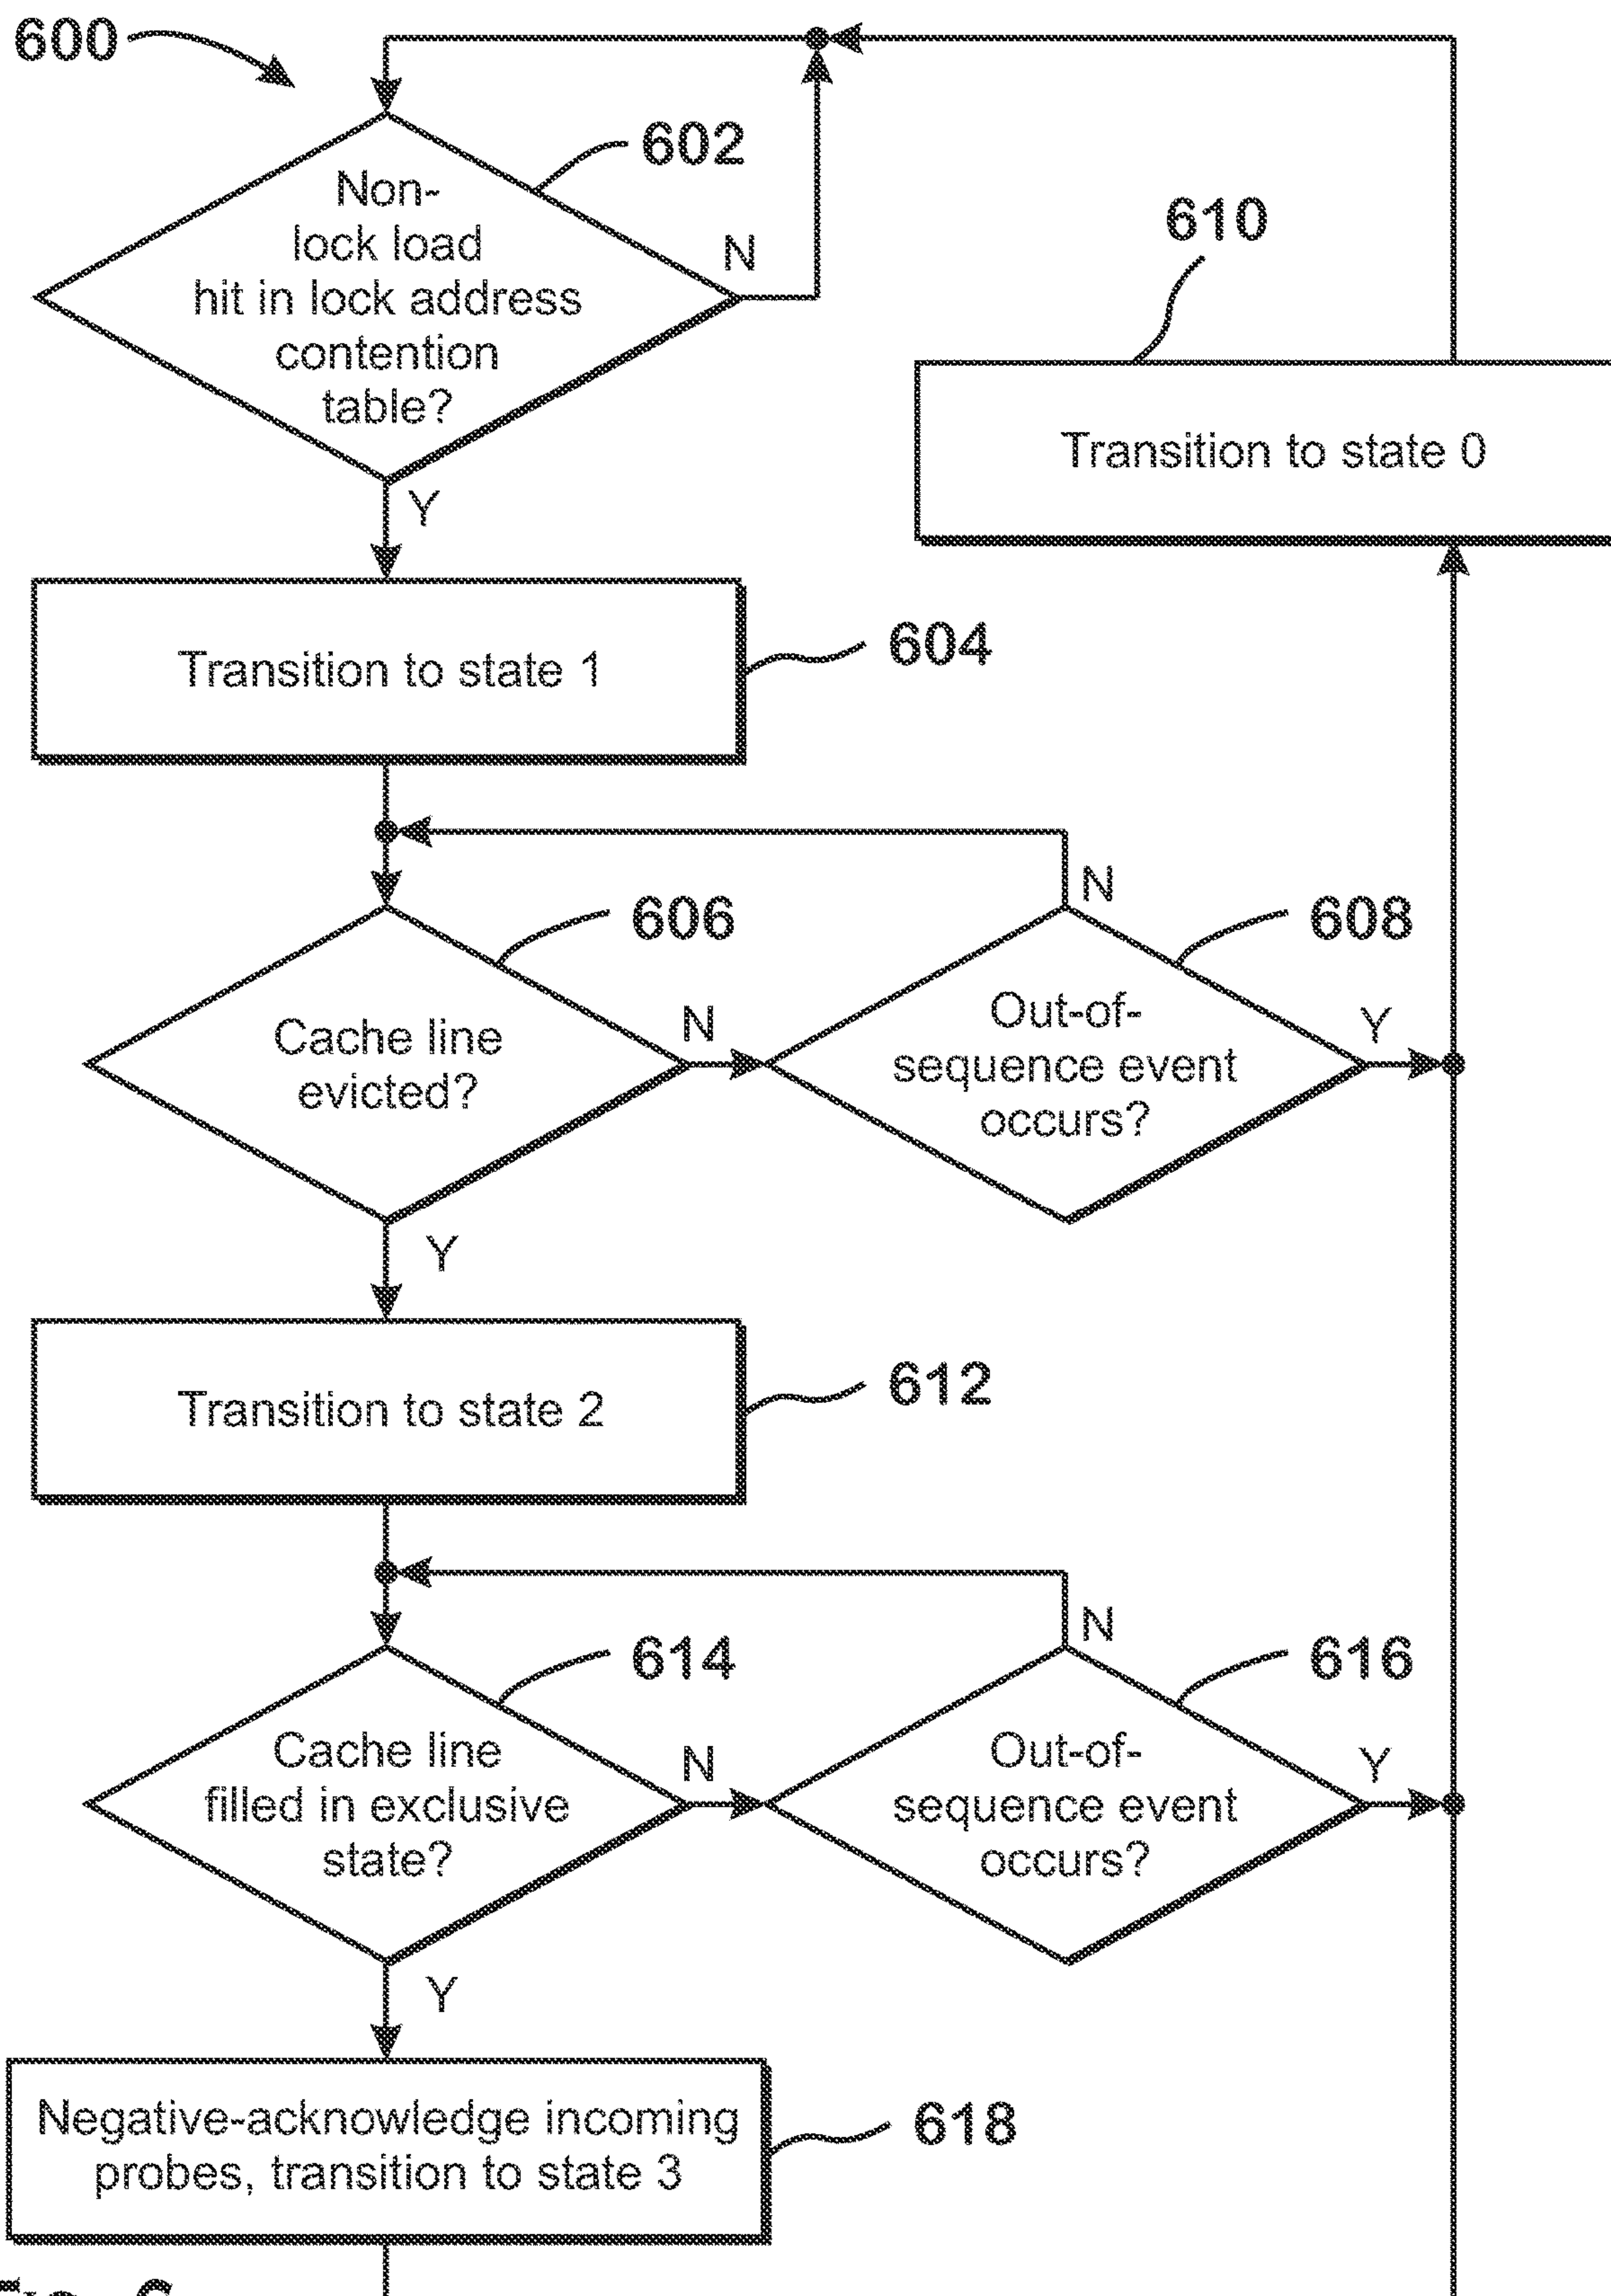 600
602
Non-
lock load
hit in lock address
contention
table?
N
Y
610
Transition to state 0
Transition to state 1
604
606
Cache line
evicted?
N
Y
608
Out-of-
sequence event
occurs?
N
Y
Transition to state 2
612
614
Cache line
filled in exclusive
state?
N
Y
616
Out-of-
sequence event
occurs?
N
Y
Negative-acknowledge incoming
probes, transition to state 3
618